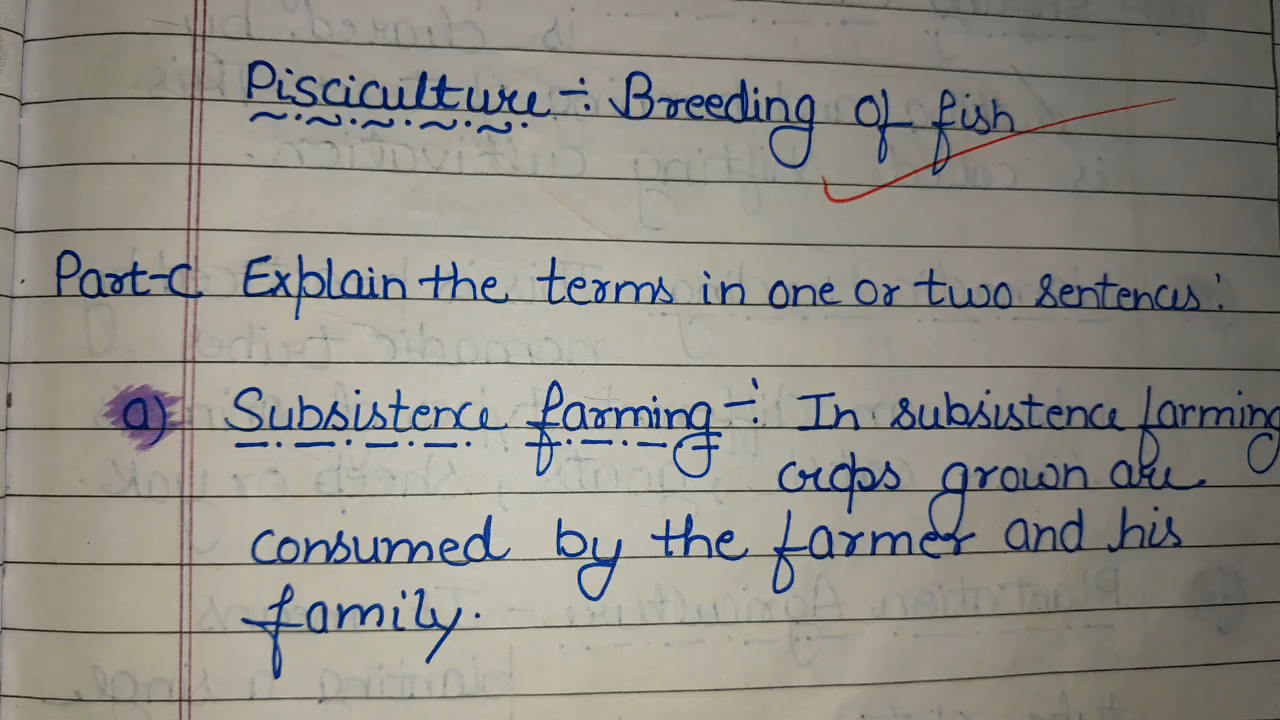 Pisciculture ÷ Breeding of fish
Part-C Explain the terms in one or two sentences:
a) Subsistence farming ÷ In subsistence farming
crops grown are
consumed by the farmer and his
family.